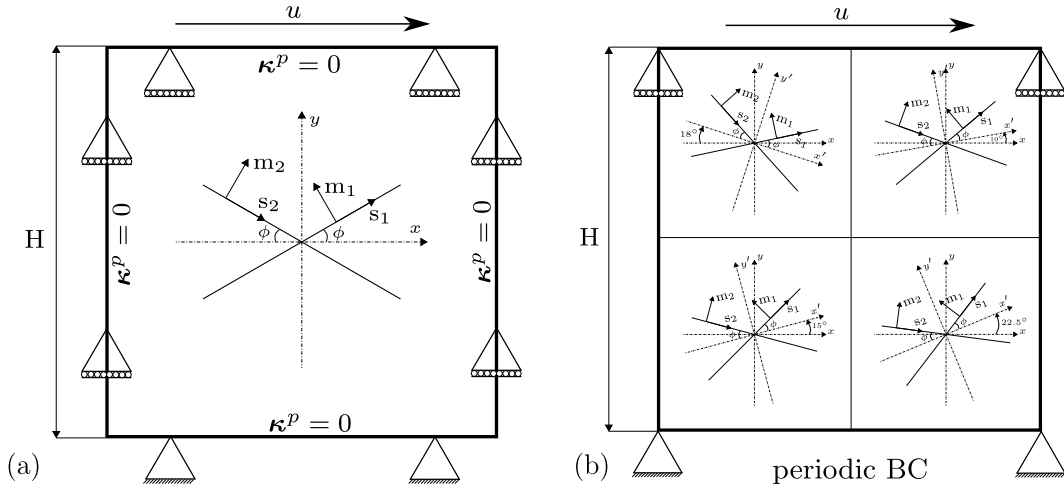 u
κ^p = 0
H
y
m₂
m₁
s₂
s₁
ϕ
ϕ
x
κ^p = 0
κ^p = 0
κ^p = 0
(a)
u
H
y
y′
m₂
s₂
m₁
s₁
18°
ϕ
ϕ
x
x′
y′
y
m₂
m₁
s₂
s₁
ϕ
ϕ
x′
10°
x
y′
y
m₂
m₁
s₂
s₁
ϕ
ϕ
x′
15°
x
y′
y
m₂
m₁
s₂
s₁
ϕ
ϕ
x′
22.5°
x
(b)
periodic BC